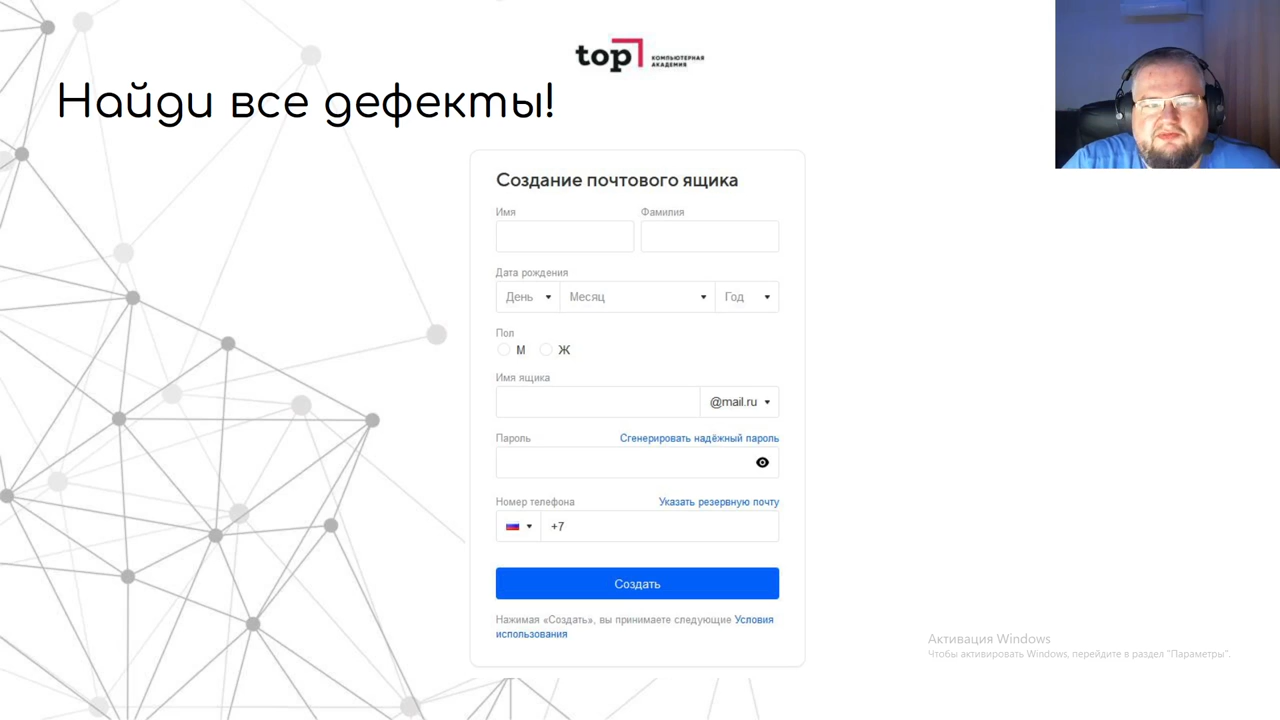 top КОМПЬЮТЕРНАЯ
АКАДЕМИЯ
Найди все дефекты!
Создание почтового ящика
Имя Фамилия
Дата рождения
День Месяц Год
Пол
М Ж
Имя ящика
@mail.ru
Пароль Сгенерировать надёжный пароль
Номер телефона Указать резервную почту
+7
Создать
Нажимая «Создать», вы принимаете следующие Условия
использования
Активация Windows
Чтобы активировать Windows, перейдите в раздел "Параметры".